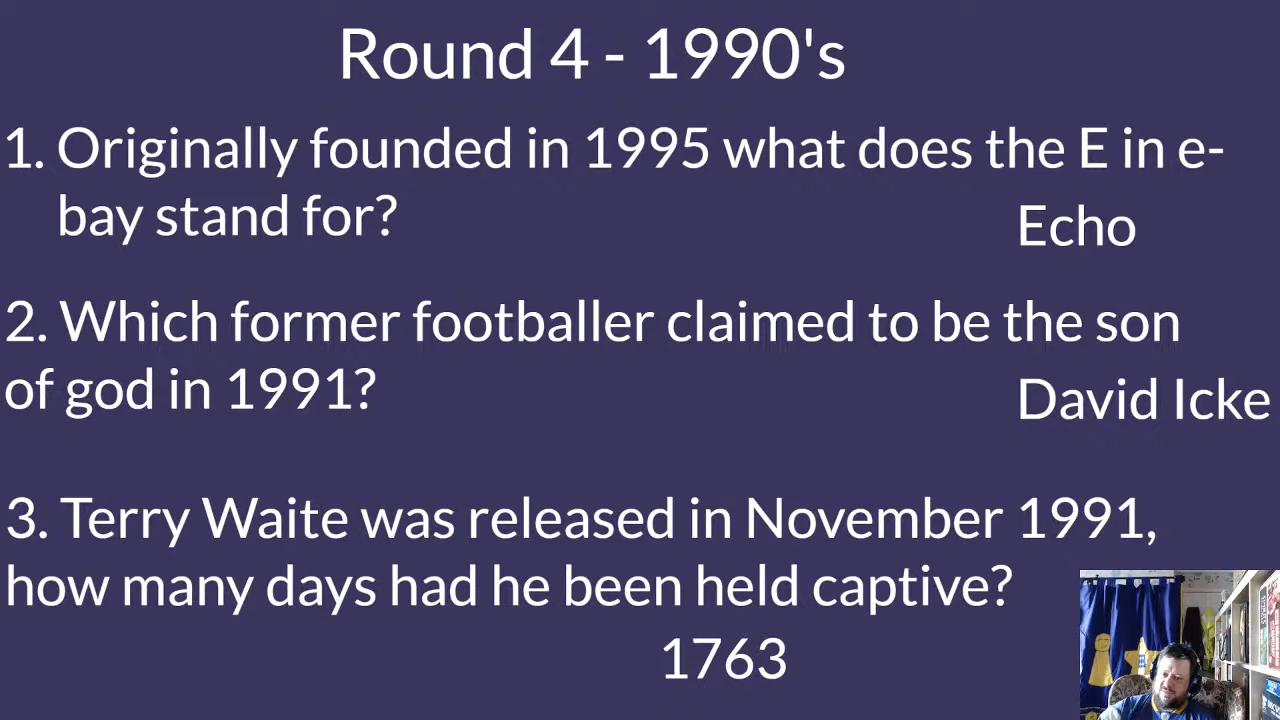 Round 4 - 1990's
1. Originally founded in 1995 what does the E in e-
bay stand for?
Echo
2. Which former footballer claimed to be the son
of god in 1991?
David Icke
3. Terry Waite was released in November 1991,
how many days had he been held captive?
1763